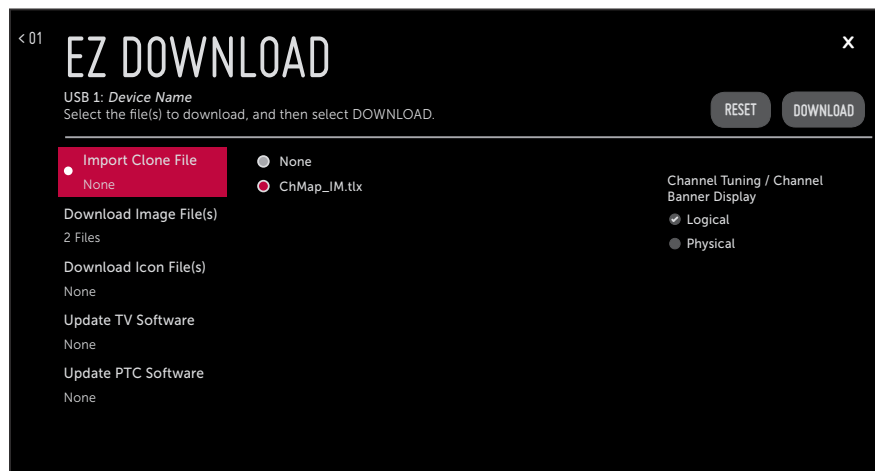 < 01
EZ DOWNLOAD
X
USB 1: Device Name
Select the file(s) to download, and then select DOWNLOAD.
RESET
DOWNLOAD
Import Clone File
None
None
ChMap_IM.tlx
Download Image File(s)
2 Files
Download Icon File(s)
None
Update TV Software
None
Update PTC Software
None
Channel Tuning / Channel
Banner Display
Logical
Physical